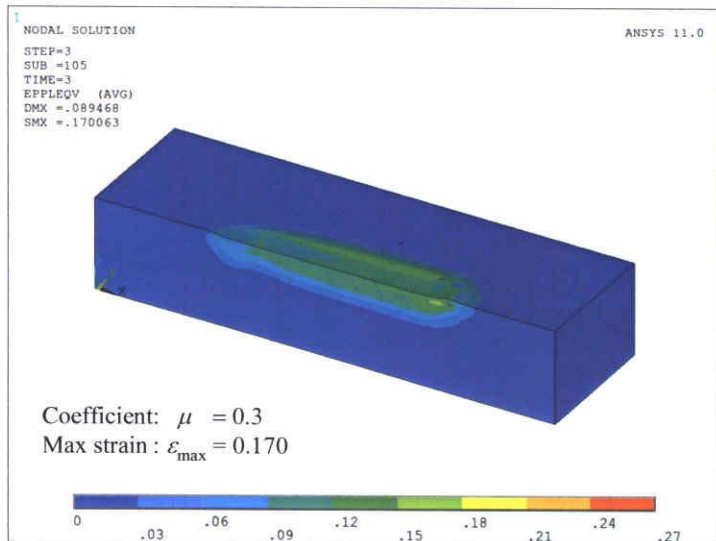 1
NODAL SOLUTION
ANSYS 11.0
STEP=3
SUB =105
TIME=3
EPPLEQV (AVG)
DMX =.089468
SMX =.170063
X
Coefficient: μ = 0.3
Max strain : εmax = 0.170
0 .03 .06 .09 .12 .15 .18 .21 .24 .27